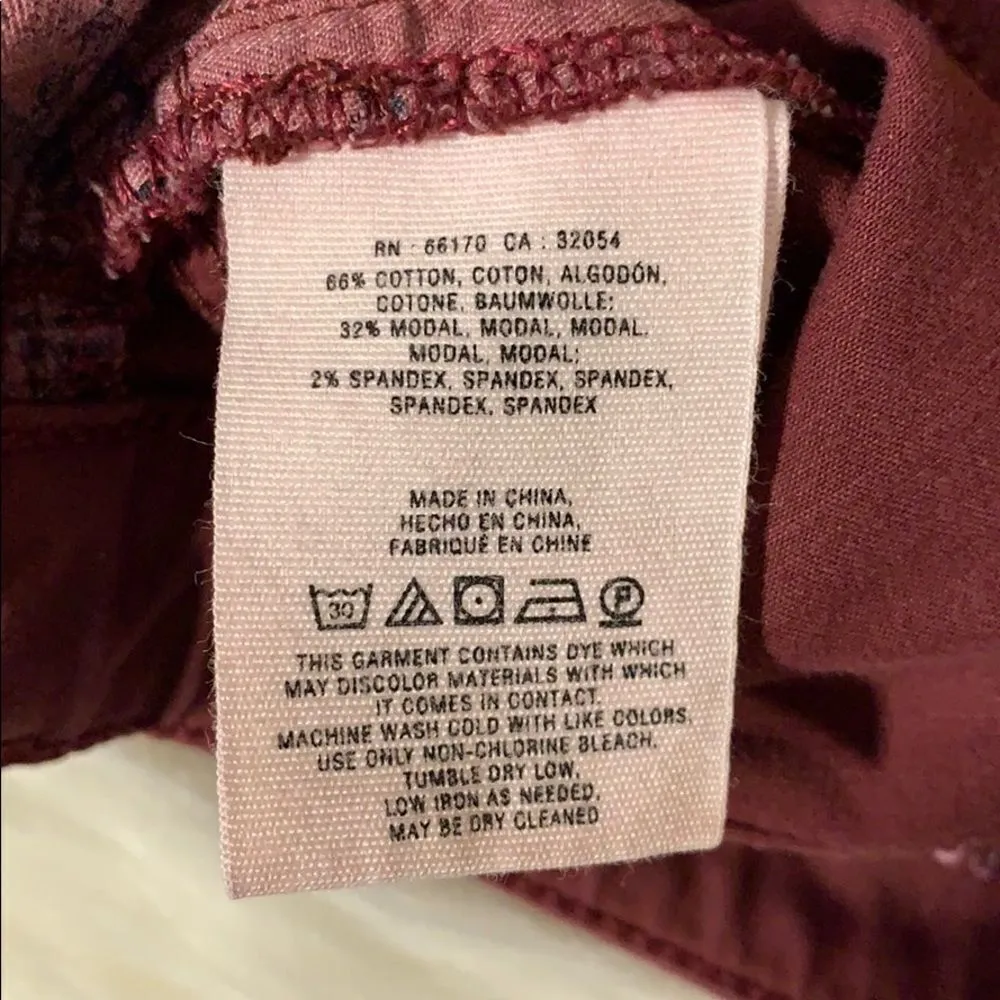 RN : 66170 CA : 32054
66% COTTON, COTON, ALGODÓN,
COTONE, BAUMWOLLE;
32% MODAL, MODAL, MODAL,
MODAL, MODAL;
2% SPANDEX, SPANDEX, SPANDEX,
SPANDEX, SPANDEX
MADE IN CHINA,
HECHO EN CHINA,
FABRIQUÉ EN CHINE
30 P
THIS GARMENT CONTAINS DYE WHICH
MAY DISCOLOR MATERIALS WITH WHICH
IT COMES IN CONTACT.
MACHINE WASH COLD WITH LIKE COLORS.
USE ONLY NON-CHLORINE BLEACH.
TUMBLE DRY LOW.
LOW IRON AS NEEDED.
MAY BE DRY CLEANED